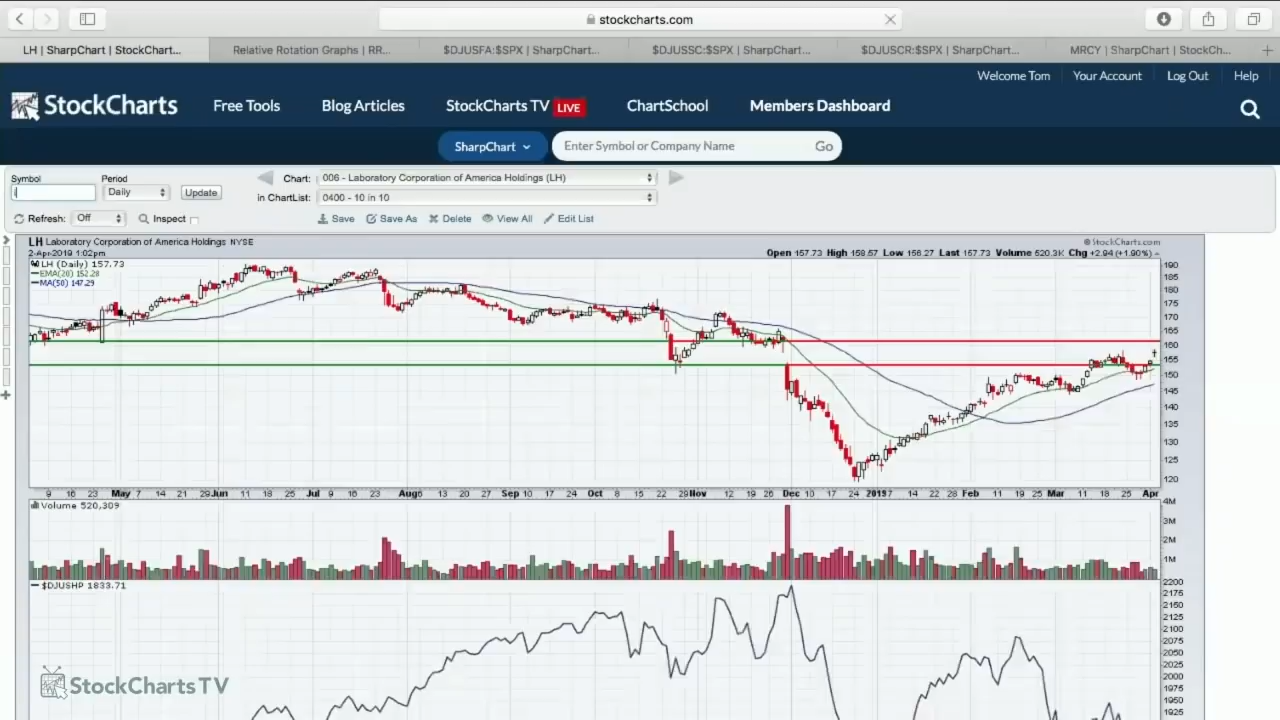 stockcharts.com
LH | SharpChart | StockChart...
Relative Rotation Graphs | RR...
$DJUSFA:$SPX | SharpChart...
$DJUSSC:$SPX | SharpChart...
$DJUSCR:$SPX | SharpChart...
MRCY | SharpChart | StockCh...
Welcome Tom
Your Account
Log Out
Help
StockCharts
Free Tools
Blog Articles
StockCharts TV LIVE
ChartSchool
Members Dashboard
SharpChart
Enter Symbol or Company Name
Go
Symbol
Period
Daily
Update
Chart: 006 - Laboratory Corporation of America Holdings (LH)
in ChartList: 0400 - 10 in 10
Refresh: Off
Inspect
Save
Save As
Delete
View All
Edit List
LH Laboratory Corporation of America Holdings NYSE
© StockCharts.com
2-Apr-2019 1:02pm
Open 157.73 High 158.57 Low 156.27 Last 157.73 Volume 520.3K Chg +2.94 (+1.90%)
LH (Daily) 157.73
EMA(20) 152.28
MA(50) 147.29
190
185
180
175
170
165
160
155
150
145
140
135
130
125
120
9 16 23 May 7 14 21 29 Jun 11 18 25 Jul 9 16 23 Aug 6 13 20 27 Sep 10 17 24 Oct 8 15 22 29 Nov 12 19 26 Dec 10 17 24 2019 7 14 22 28 Feb 11 19 25 Mar 11 18 25 Apr
Volume 520,309
4M
3M
2M
1M
$DJUSHP 1833.71
2200
2175
2150
2125
2100
2075
2050
2025
2000
1975
1950
1925
StockCharts TV